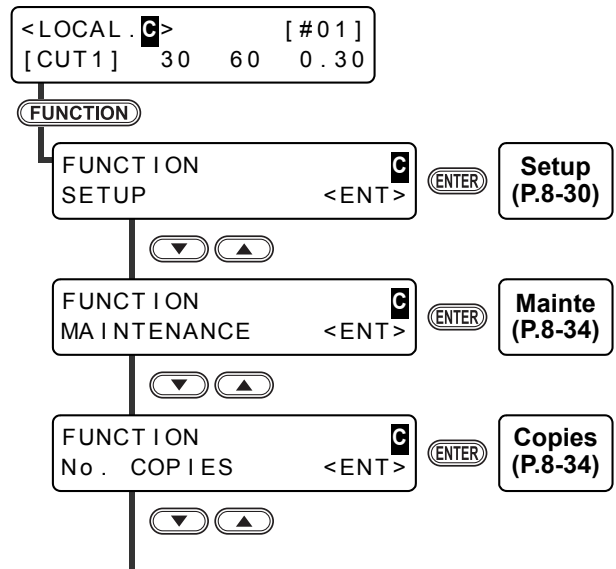 <LOCAL.C> [#01]
[CUT1] 30 60 0.30
FUNCTION
FUNCTION C
SETUP <ENT>
ENTER
Setup
(P.8-30)
FUNCTION C
MAINTENANCE <ENT>
ENTER
Mainte
(P.8-34)
FUNCTION C
No. COPIES <ENT>
ENTER
Copies
(P.8-34)